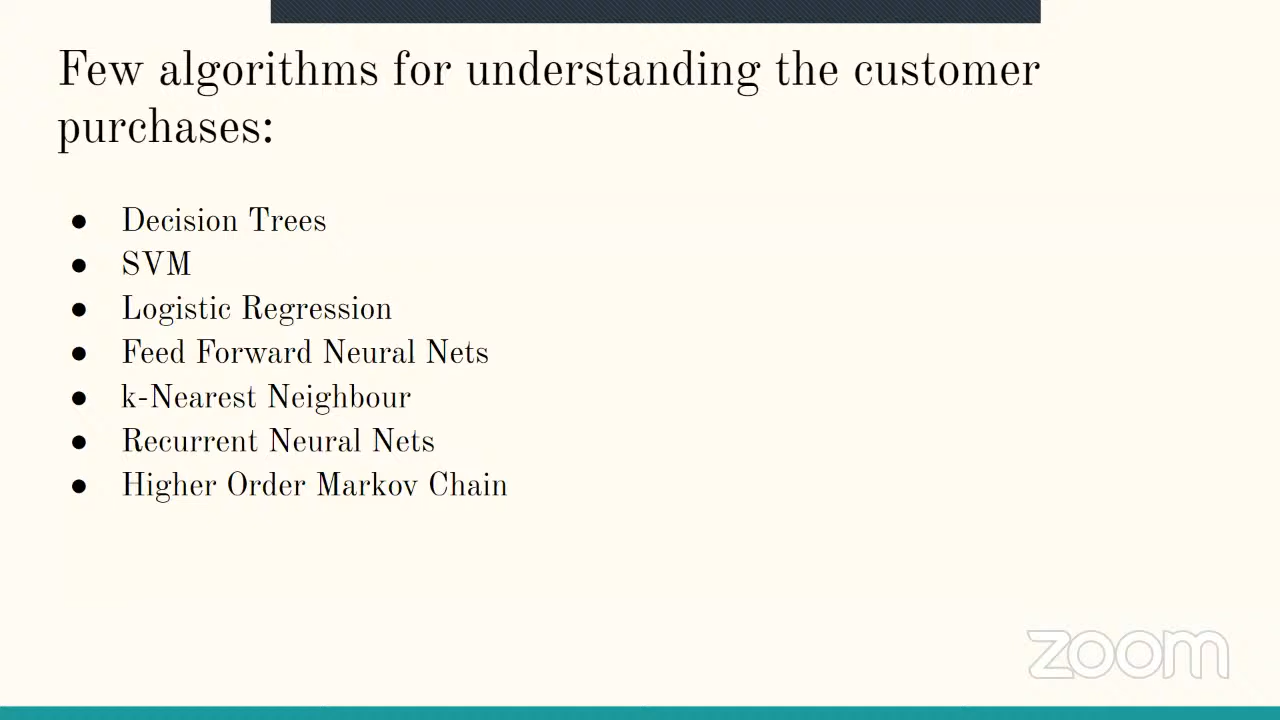 Few algorithms for understanding the customer
purchases:
● Decision Trees
● SVM
● Logistic Regression
● Feed Forward Neural Nets
● k-Nearest Neighbour
● Recurrent Neural Nets
● Higher Order Markov Chain
zoom